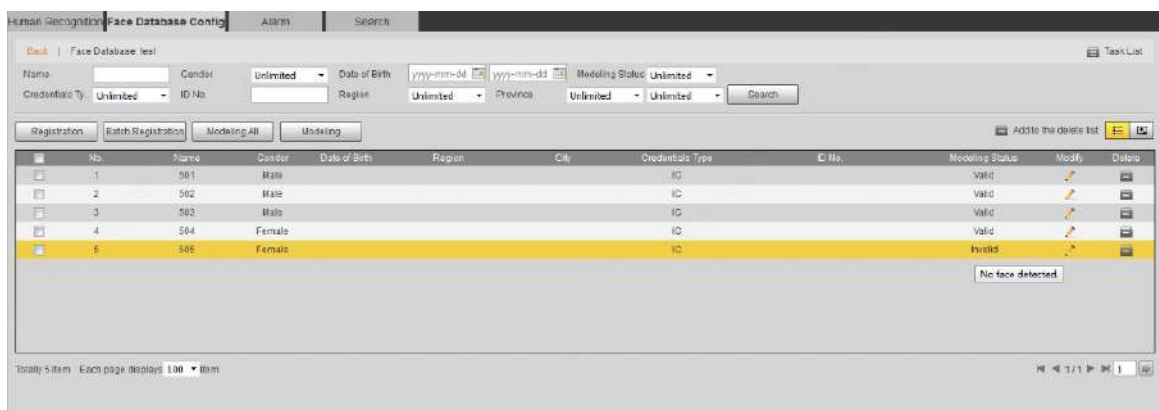 Human Recognition Face Database Config Alarm Search
Back | Face Database test Task List
Name Gender Unlimited Date of Birth yyyy-mm-dd yyyy-mm-dd Modeling Status Unlimited
Credentials Ty.. Unlimited ID No. Region Unlimited Province Unlimited Unlimited Search
Registration Batch Registration Modeling All Modeling Add to the delete list
No. Name Gender Date of Birth Region City Credentials Type ID No. Modeling Status Modify Delete
1 501 Male IC Valid
2 502 Male IC Valid
3 503 Male IC Valid
4 504 Female IC Valid
5 505 Female IC Invalid
No face detected.
Totally 5 item Each page displays 100 item 1/1 1